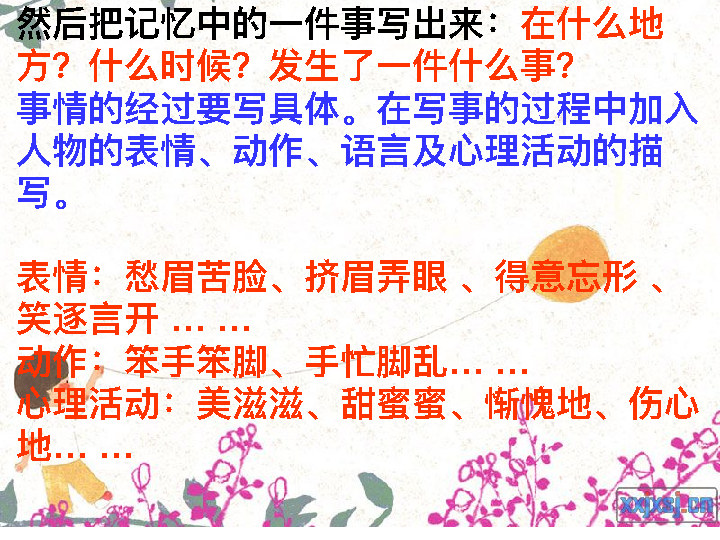 然后把记忆中的一件事写出来：在什么地
方？什么时候？发生了一件什么事？
事情的经过要写具体。在写事的过程中加入
人物的表情、动作、语言及心理活动的描
写。
表情：愁眉苦脸、挤眉弄眼 、得意忘形 、
笑逐言开 ... ...
动作：笨手笨脚、手忙脚乱... ...
心理活动：美滋滋、甜蜜蜜、惭愧地、伤心
地... ...
xxjxsj.cn